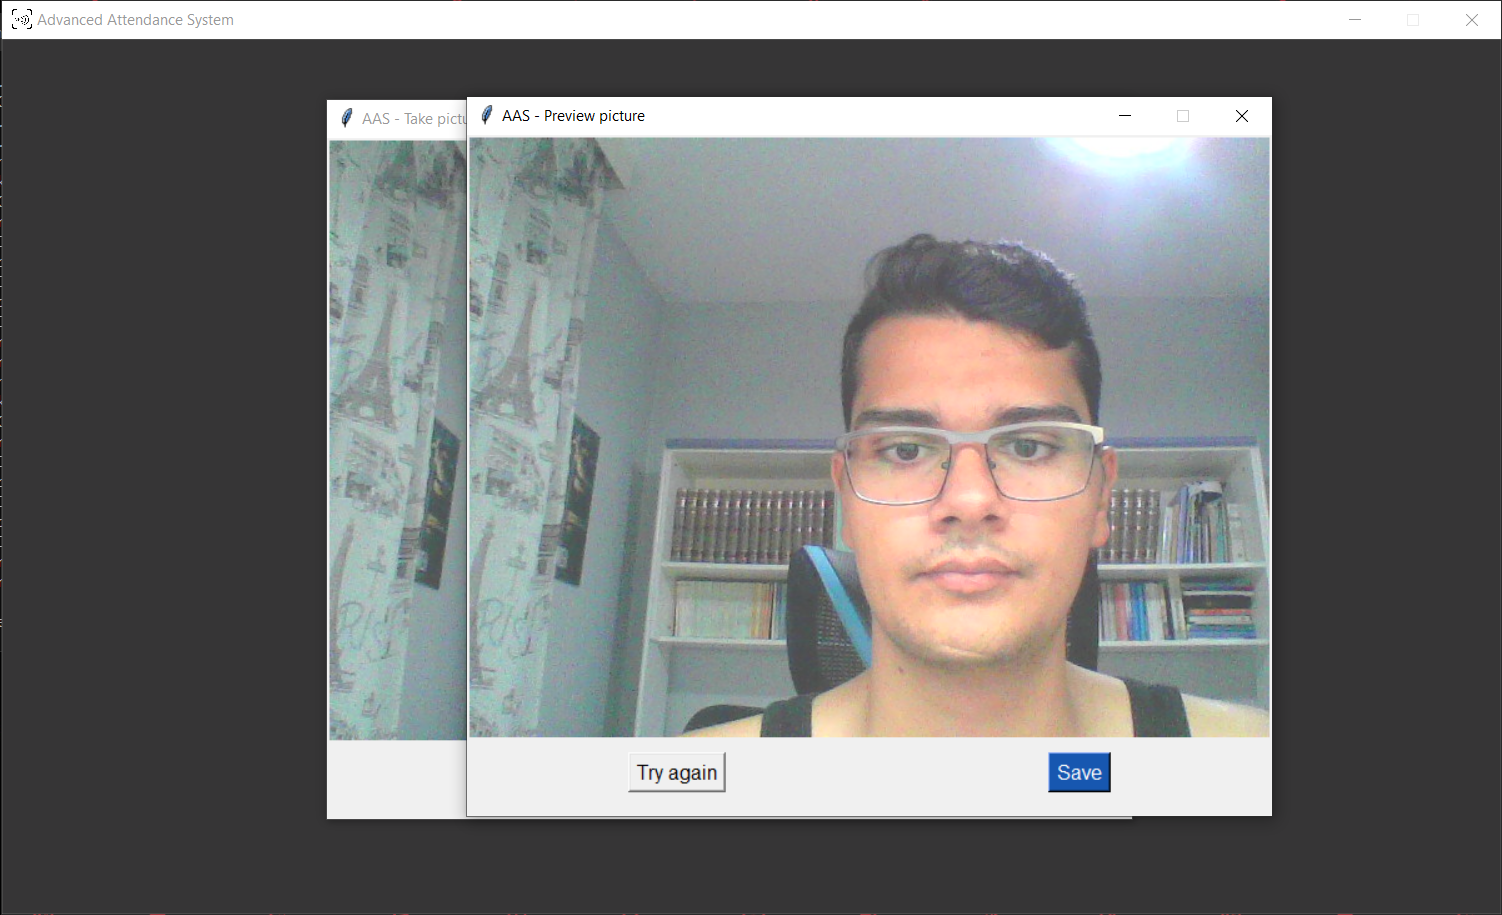 Advanced Attendance System
AAS - Take pictu
AAS - Preview picture
Try again
Save